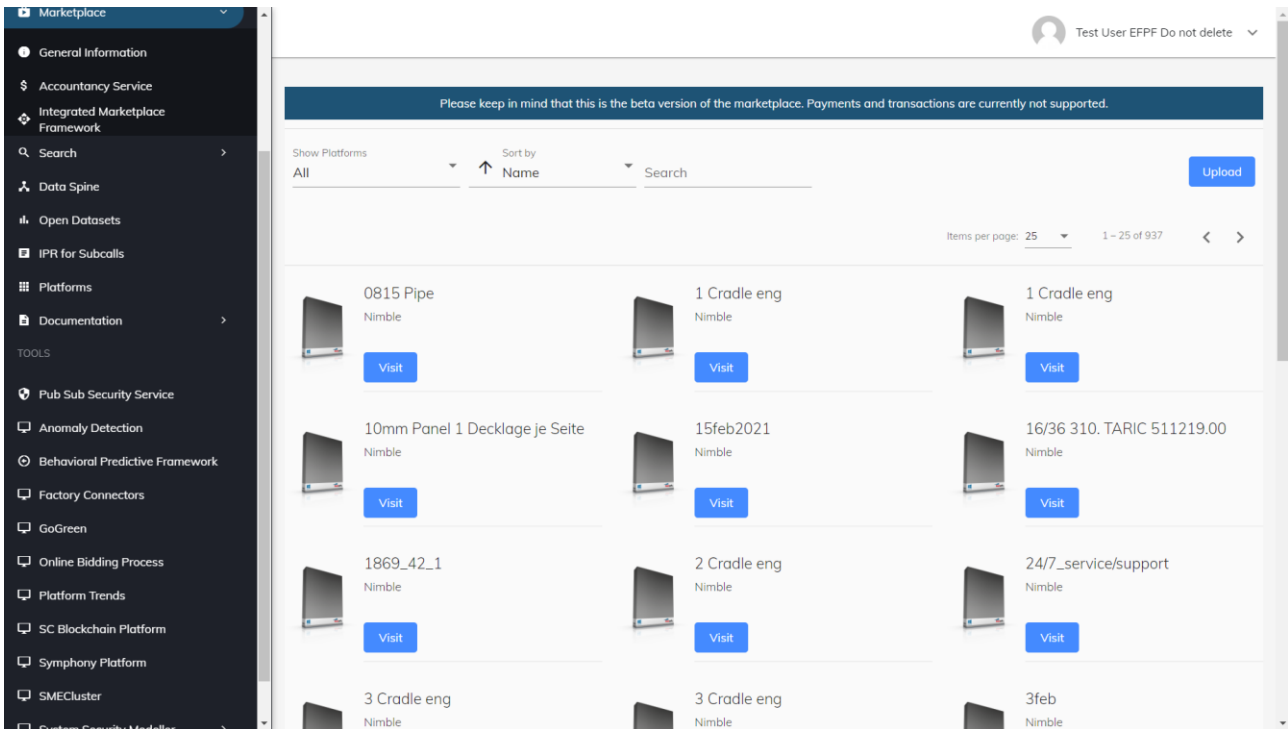 Marketplace
General Information
Accountancy Service
Integrated Marketplace
Framework
Search
Data Spine
Open Datasets
IPR for Subcalls
Platforms
Documentation
TOOLS
Pub Sub Security Service
Anomaly Detection
Behavioral Predictive Framework
Factory Connectors
GoGreen
Online Bidding Process
Platform Trends
SC Blockchain Platform
Symphony Platform
SMECluster
System Security Modeller
Test User EFPF Do not delete
Please keep in mind that this is the beta version of the marketplace. Payments and transactions are currently not supported.
Show Platforms
All
Sort by
Name
Search
Upload
Items per page: 25 1 – 25 of 937
0815 Pipe
Nimble
Visit
1 Cradle eng
Nimble
Visit
1 Cradle eng
Nimble
Visit
10mm Panel 1 Decklage je Seite
Nimble
Visit
15feb2021
Nimble
Visit
16/36 310. TARIC 511219.00
Nimble
Visit
1869_42_1
Nimble
Visit
2 Cradle eng
Nimble
Visit
24/7_service/support
Nimble
Visit
3 Cradle eng
Nimble
3 Cradle eng
Nimble
3feb
Nimble